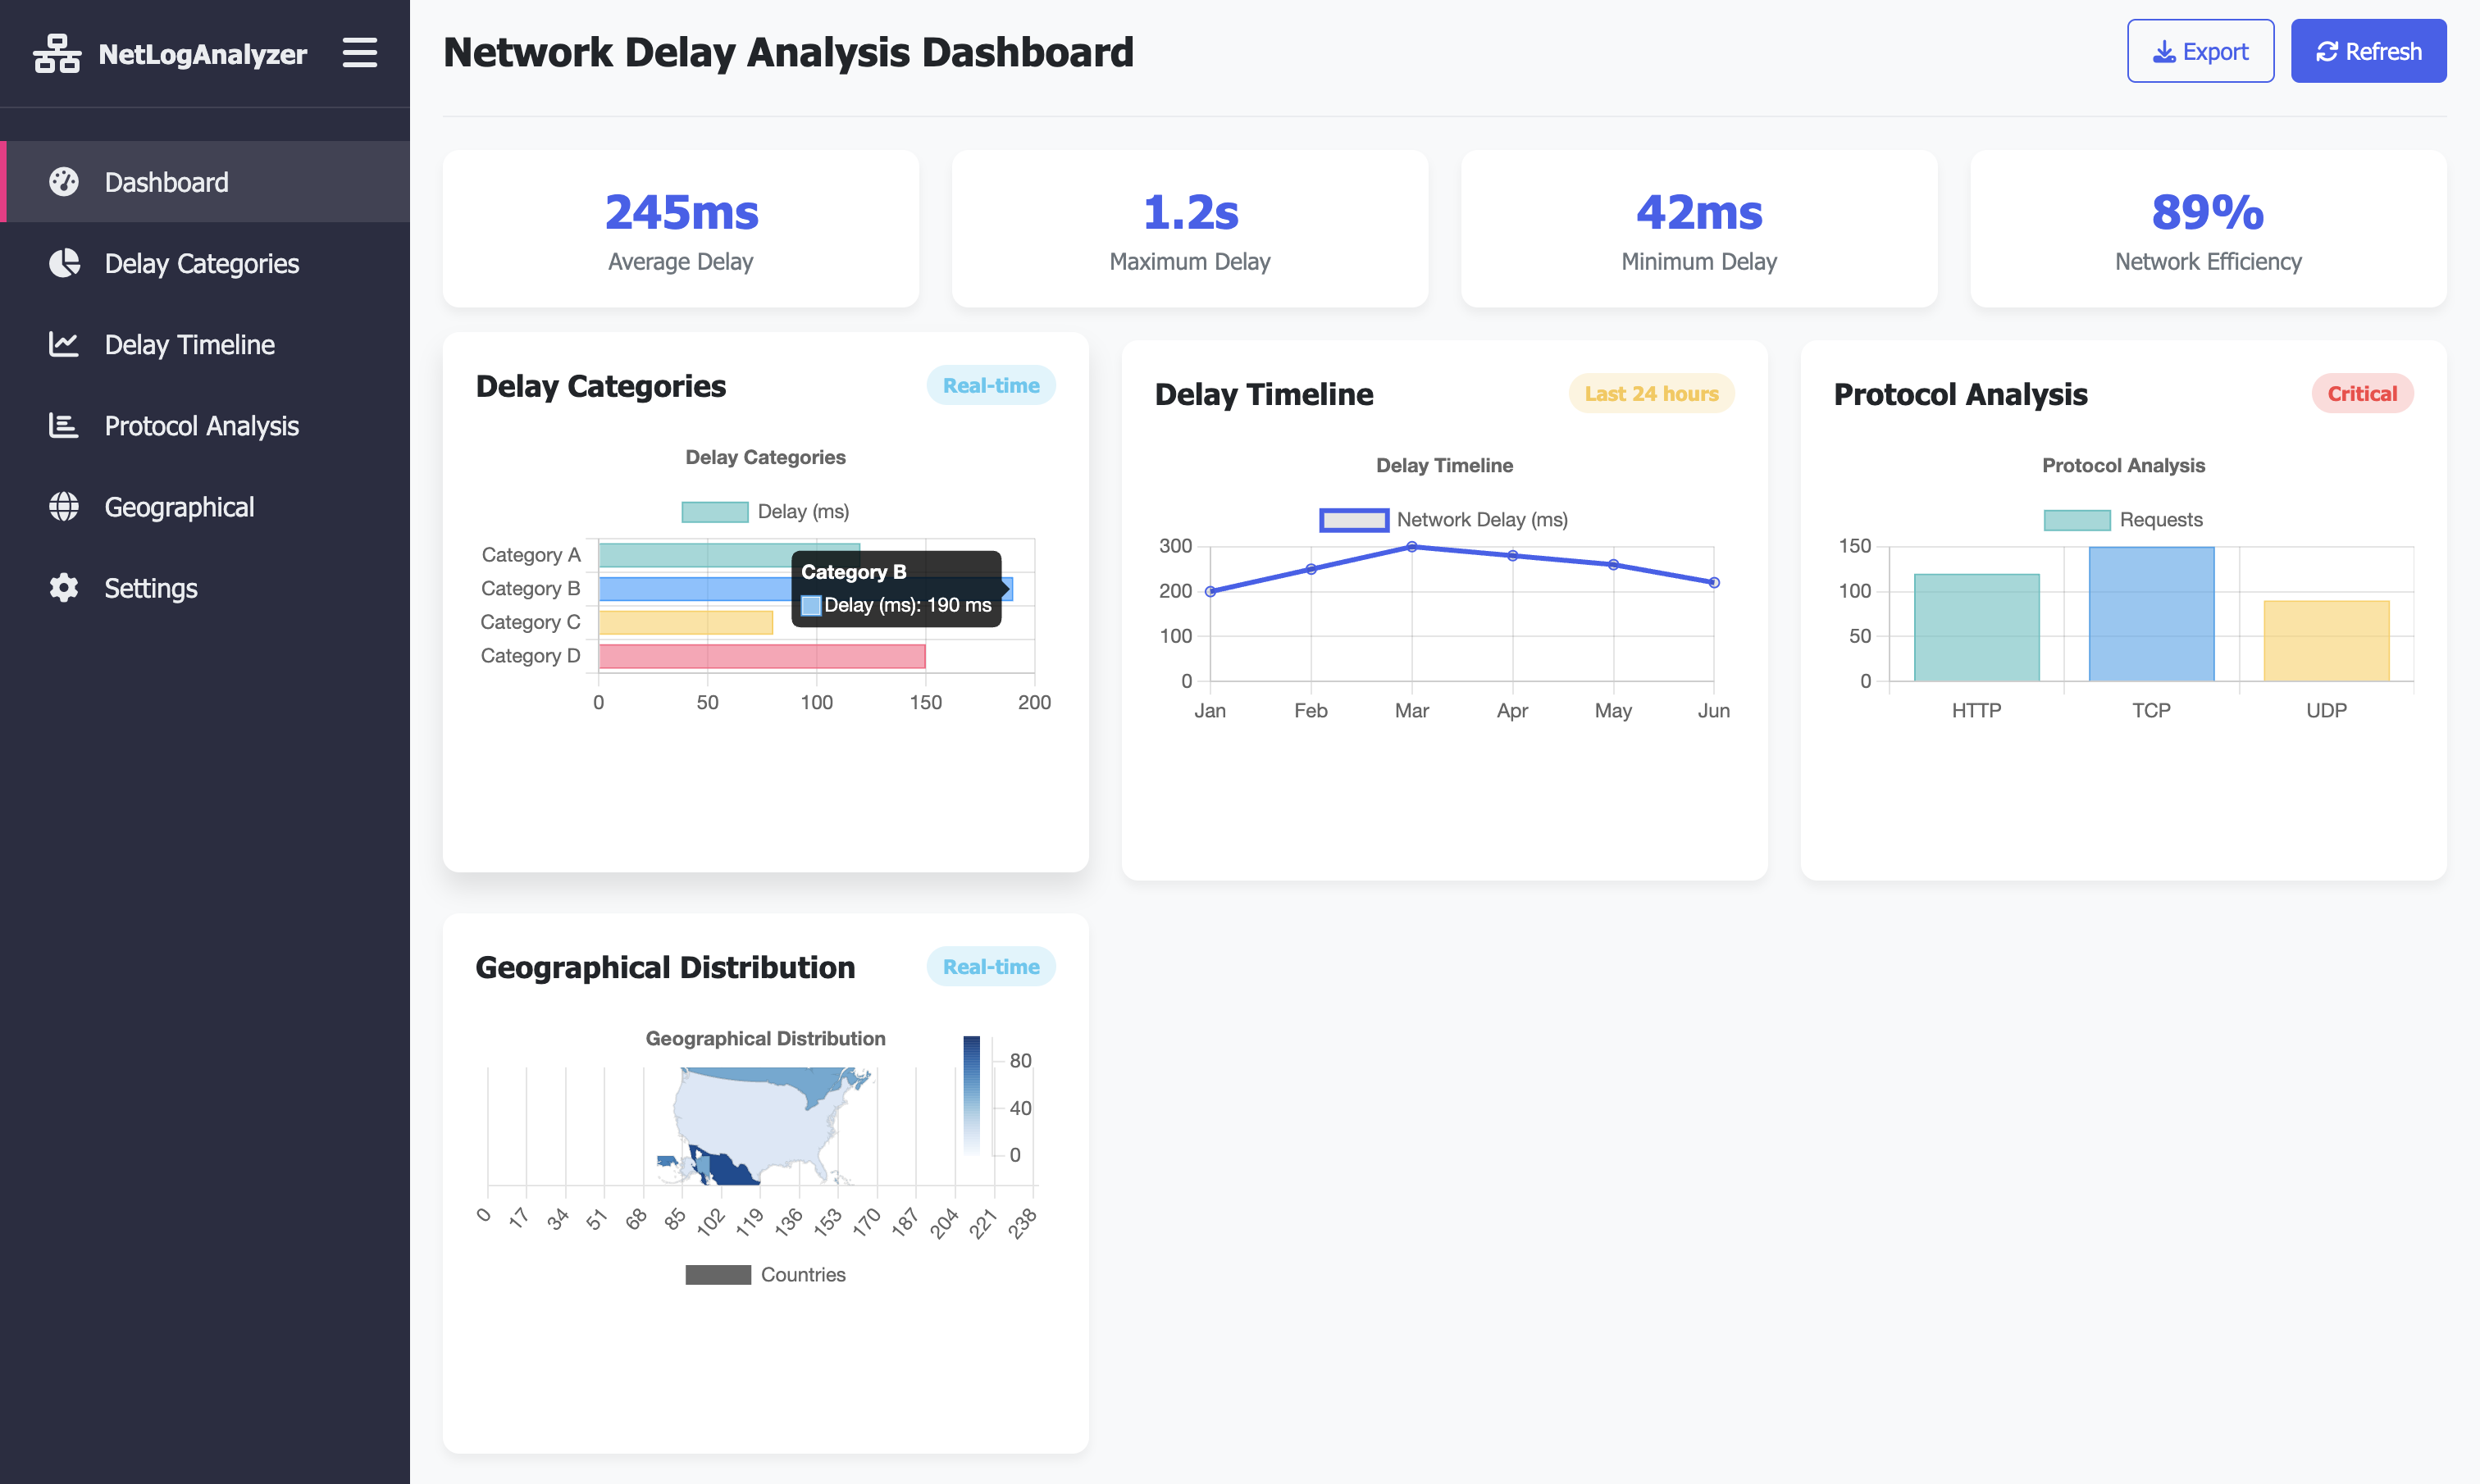 NetLogAnalyzer
Dashboard
Delay Categories
Delay Timeline
Protocol Analysis
Geographical
Settings
Network Delay Analysis Dashboard
Export
Refresh
245ms
Average Delay
1.2s
Maximum Delay
42ms
Minimum Delay
89%
Network Efficiency
Delay Categories
Real-time
Delay Categories
Delay (ms)
Category A
Category B
Category C
Category D
Category B
Delay (ms): 190 ms
0 50 100 150 200
Delay Timeline
Last 24 hours
Delay Timeline
Network Delay (ms)
300
200
100
0
Jan Feb Mar Apr May Jun
Protocol Analysis
Critical
Protocol Analysis
Requests
150
100
50
0
HTTP TCP UDP
Geographical Distribution
Real-time
Geographical Distribution
80
40
0
0 17 34 51 68 85 102 119 136 153 170 187 204 221 238
Countries